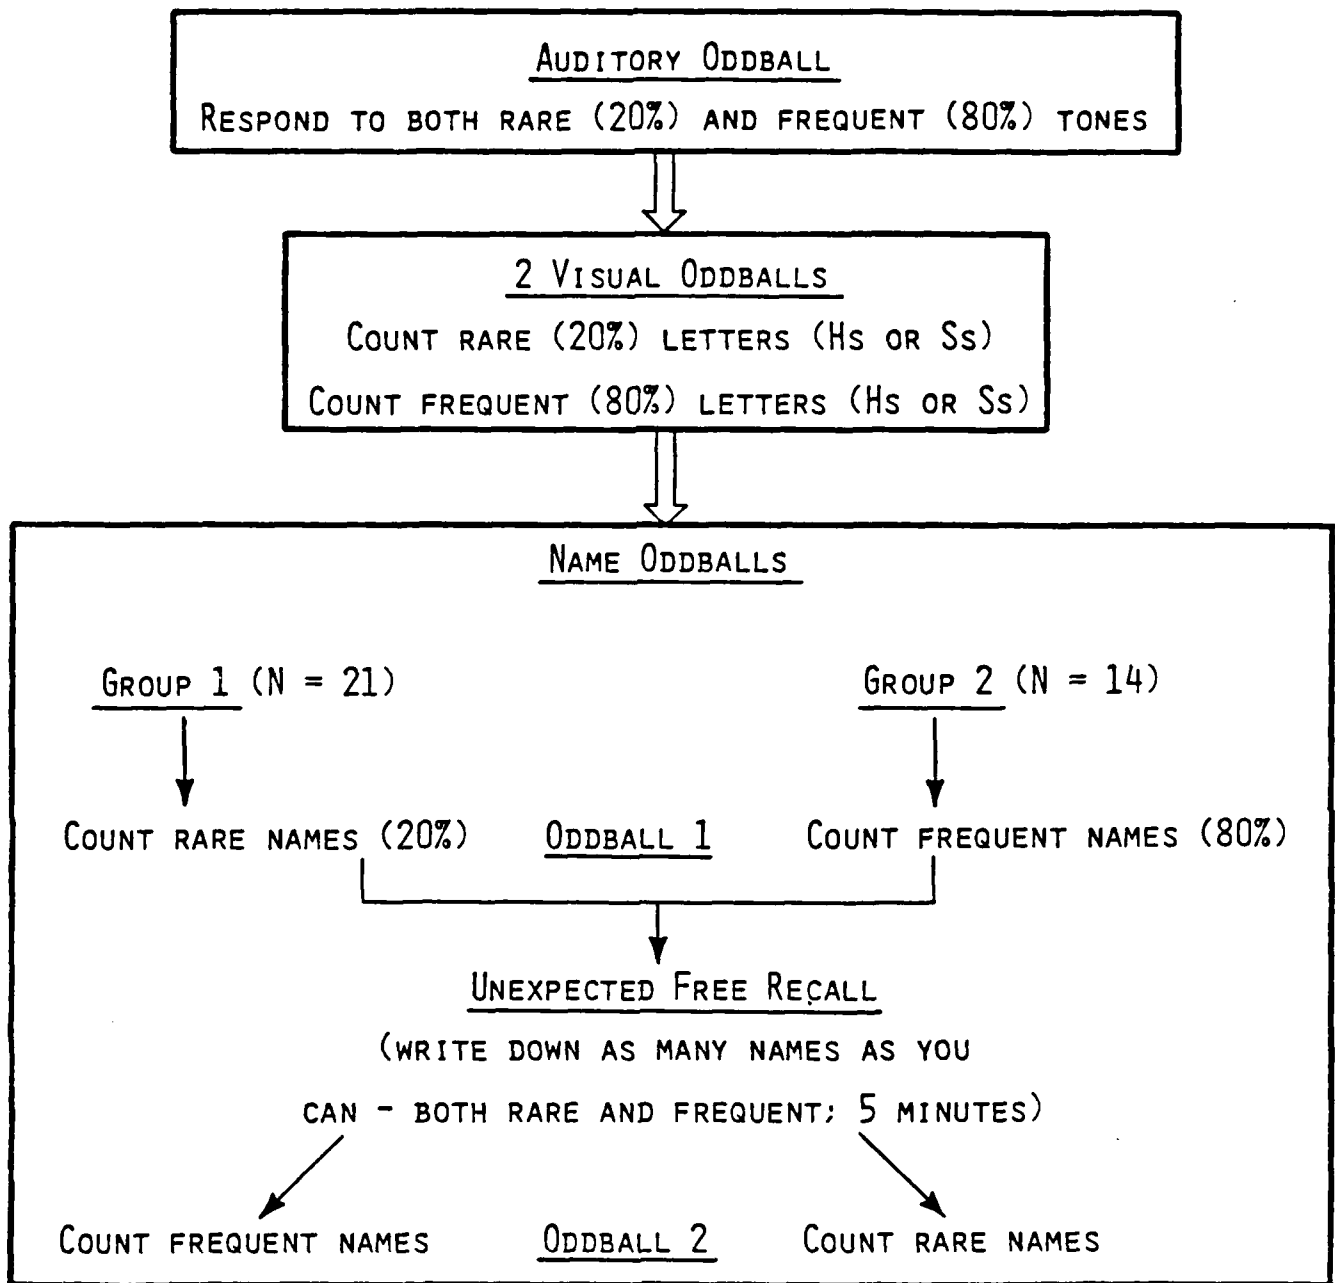 AUDITORY ODDBALL
RESPOND TO BOTH RARE (20%) AND FREQUENT (80%) TONES
2 VISUAL ODDBALLS
COUNT RARE (20%) LETTERS (HS OR SS)
COUNT FREQUENT (80%) LETTERS (HS OR SS)
NAME ODDBALLS
GROUP 1 (N = 21)
GROUP 2 (N = 14)
COUNT RARE NAMES (20%)
ODDBALL 1
COUNT FREQUENT NAMES (80%)
UNEXPECTED FREE RECALL
(WRITE DOWN AS MANY NAMES AS YOU
CAN - BOTH RARE AND FREQUENT; 5 MINUTES)
COUNT FREQUENT NAMES
ODDBALL 2
COUNT RARE NAMES